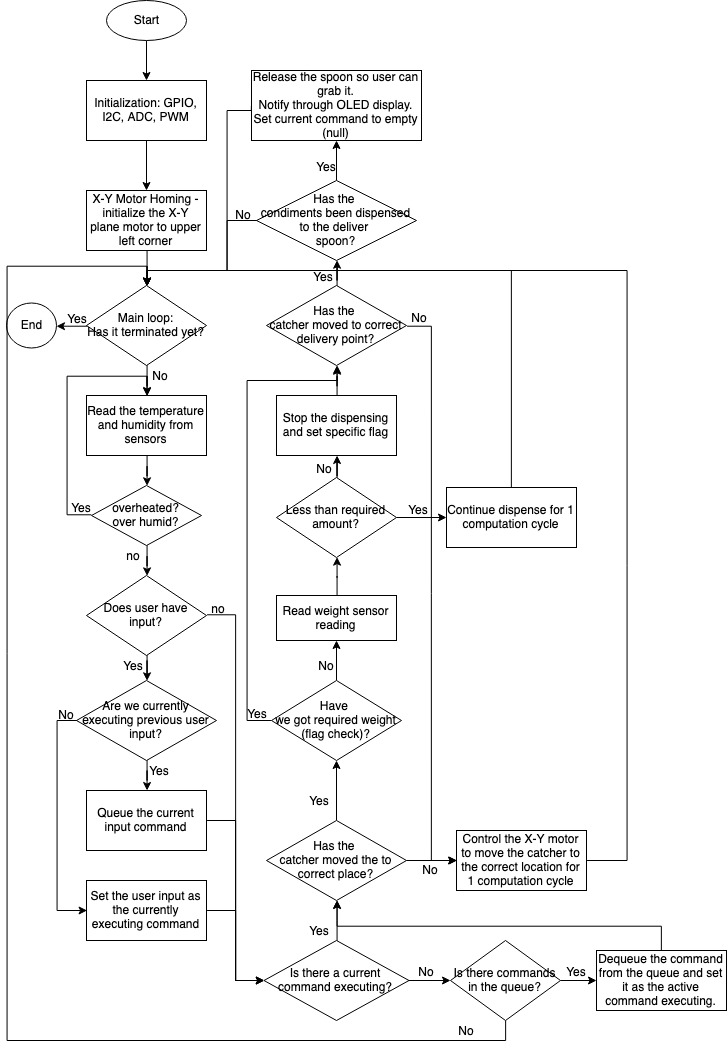 Start
Initialization: GPIO,
I2C, ADC, PWM
X-Y Motor Homing -
initialize the X-Y
plane motor to upper
left corner
Main loop:
Has it terminated yet?
Yes
End
No
Read the temperature
and humidity from
sensors
overheated?
over humid?
Yes
no
Does user have
input?
no
Yes
Are we currently
executing previous user
input?
No
Yes
Queue the current
input command
Set the user input as
the currently
executing command
Release the spoon so user can
grab it.
Notify through OLED display.
Set current command to empty
(null)
Yes
Has the
condiments been dispensed
to the deliver
spoon?
No
Yes
Has the
catcher moved to correct
delivery point?
No
Stop the dispensing
and set specific flag
No
Less than required
amount?
Yes
Continue dispense for 1
computation cycle
Read weight sensor
reading
No
Have
we got required weight
(flag check)?
Yes
Yes
Has the
catcher moved the to
correct place?
No
Control the X-Y motor
to move the catcher to
the correct location for
1 computation cycle
Yes
Is there a current
command executing?
No
Is there commands
in the queue?
Yes
Dequeue the command
from the queue and set
it as the active
command executing.
No